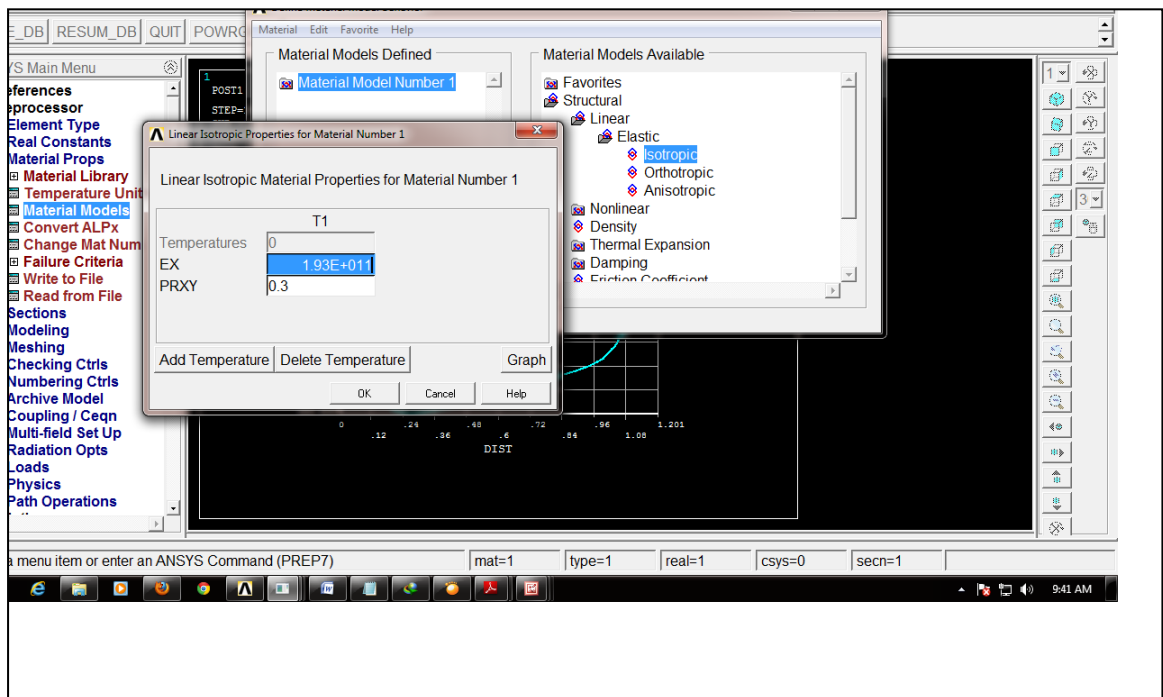 E_DB RESUM_DB QUIT POWRG
Material Edit Favorite Help
Material Models Defined
Material Model Number 1
Material Models Available
Favorites
Structural
Linear
Elastic
Isotropic
Orthotropic
Anisotropic
Nonlinear
Density
Thermal Expansion
Damping
Friction Coefficient
YS Main Menu
eferences
eprocessor
Element Type
Real Constants
Material Props
Material Library
Temperature Unit
Material Models
Convert ALPx
Change Mat Num
Failure Criteria
Write to File
Read from File
Sections
Modeling
Meshing
Checking Ctrls
Numbering Ctrls
Archive Model
Coupling / Ceqn
Multi-field Set Up
Radiation Opts
Loads
Physics
Path Operations
1
POST1
STEP=
Linear Isotropic Properties for Material Number 1
Linear Isotropic Material Properties for Material Number 1
T1
Temperatures 0
EX 1.93E+011
PRXY 0.3
Add Temperature Delete Temperature Graph
OK Cancel Help
0 .24 .48 .72 .96 1.201
.12 .36 .6 .84 1.08
DIST
1
3
a menu item or enter an ANSYS Command (PREP7) mat=1 type=1 real=1 csys=0 secn=1
9:41 AM